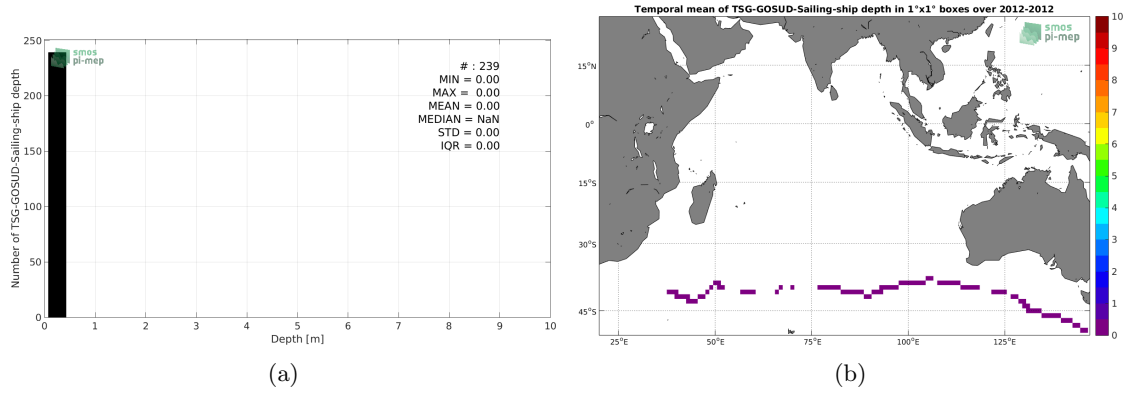 250
200
150
100
50
0
Number of TSG-GOSUD-Sailing-ship depth
smos
pi-mep
# : 239
MIN = 0.00
MAX = 0.00
MEAN = 0.00
MEDIAN = NaN
STD = 0.00
IQR = 0.00
0 1 2 3 4 5 6 7 8 9 10
Depth [m]
(a)
Temporal mean of TSG-GOSUD-Sailing-ship depth in 1°x1° boxes over 2012-2012
smos
pi-mep
15°N
0°
15°S
30°S
45°S
25°E 50°E 75°E 100°E 125°E
10
9
8
7
6
5
4
3
2
1
0
(b)